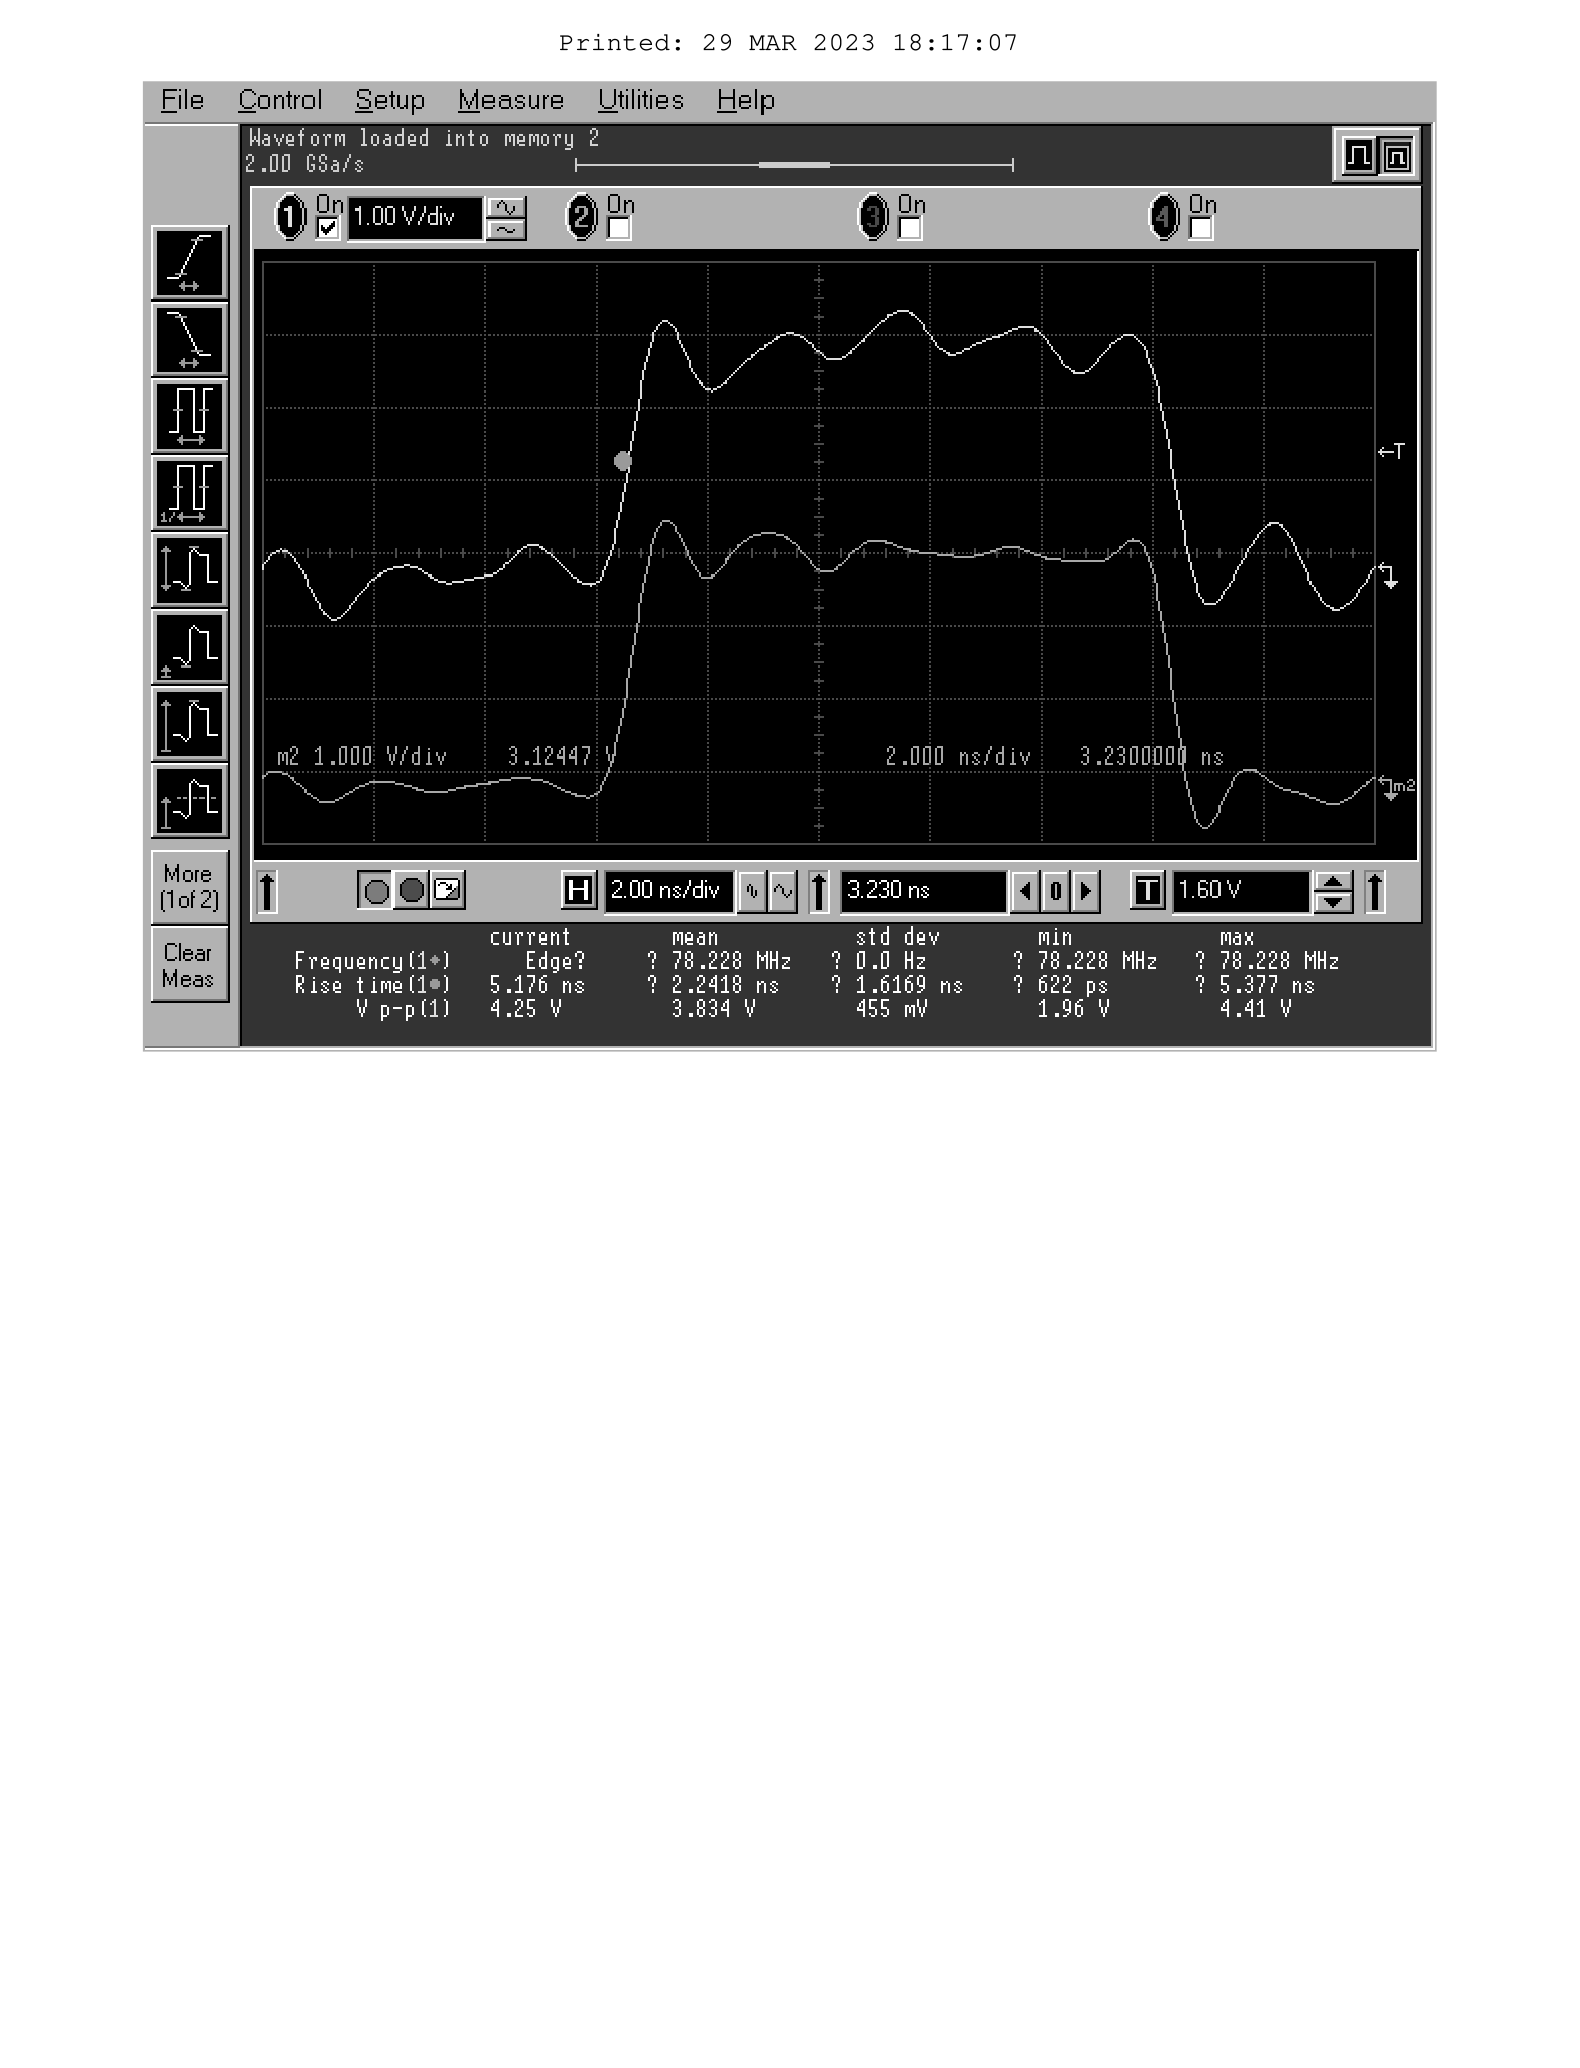 Printed: 29 MAR 2023 18:17:07
File Control Setup Measure Utilities Help
Waveform loaded into memory 2
2.00 GSa/s
1 On 1.00 V/div 2 On 3 On 4 On
←T
m2 1.000 V/div 3.12447 V 2.000 ns/div 3.2300000 ns
m2
More
(1of 2)
Clear
Meas
H 2.00 ns/div 3.230 ns 0 T 1.60 V
current mean std dev min max
Frequency(1◆) Edge? ? 78.228 MHz ? 0.0 Hz ? 78.228 MHz ? 78.228 MHz
Rise time(1●) 5.176 ns ? 2.2418 ns ? 1.6169 ns ? 622 ps ? 5.377 ns
V p-p(1) 4.25 V 3.834 V 455 mV 1.96 V 4.41 V